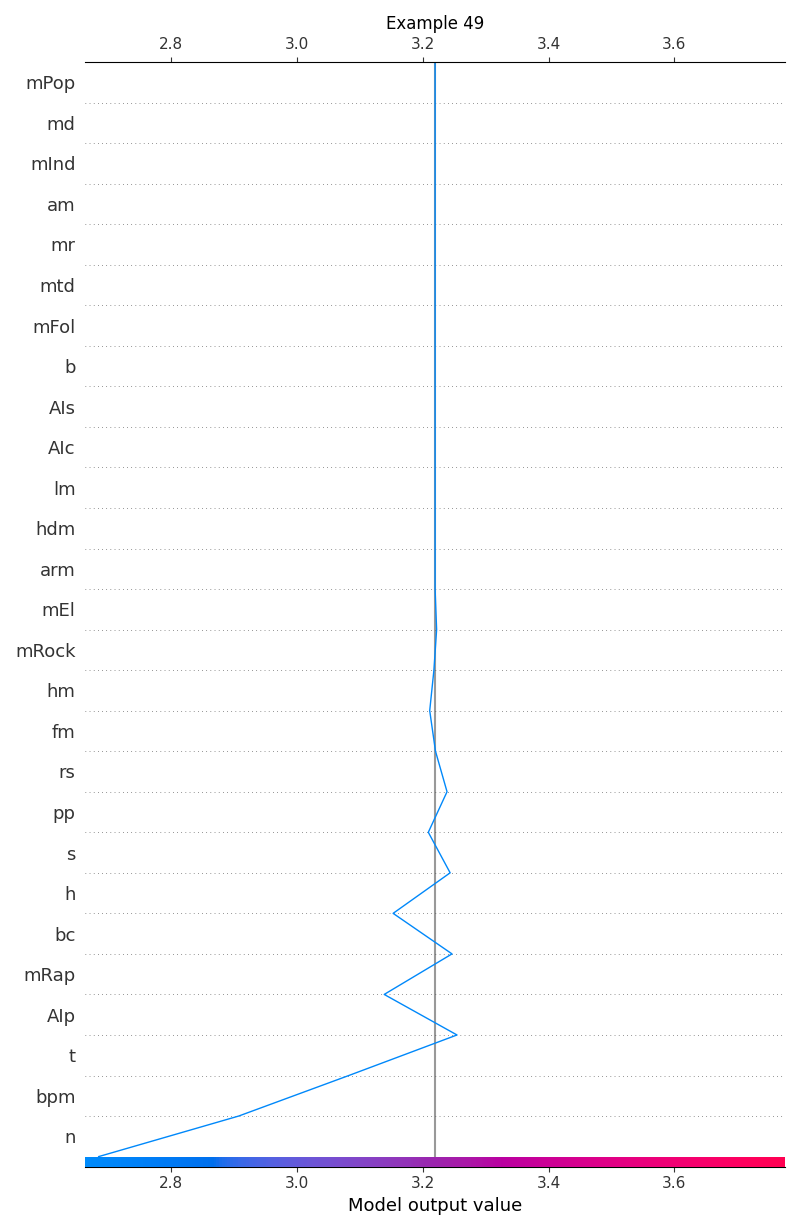 Example 49
2.8 3.0 3.2 3.4 3.6
mPop
md
mInd
am
mr
mtd
mFol
b
AIs
AIc
lm
hdm
arm
mEl
mRock
hm
fm
rs
pp
s
h
bc
mRap
AIp
t
bpm
n
2.8 3.0 3.2 3.4 3.6
Model output value